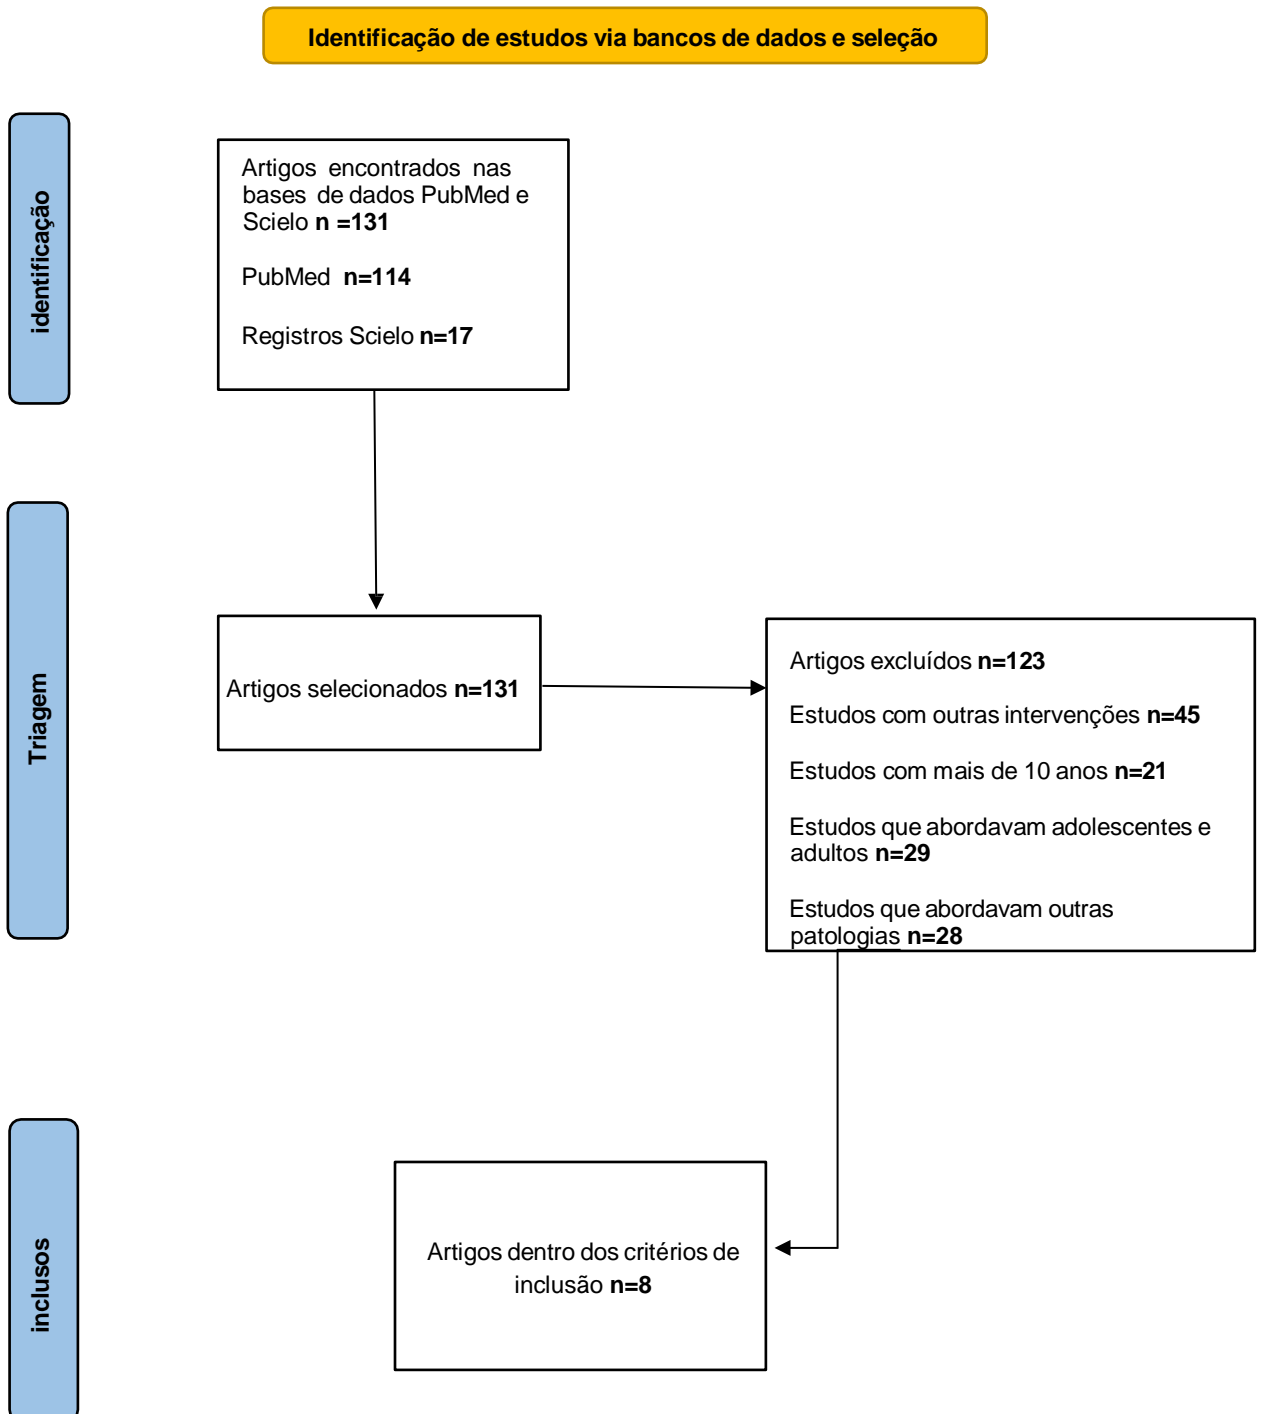 Identificação de estudos via bancos de dados e seleção
identificação
Artigos encontrados nas
bases de dados PubMed e
Scielo n =131
PubMed n=114
Registros Scielo n=17
Triagem
Artigos selecionados n=131
Artigos excluídos n=123
Estudos com outras intervenções n=45
Estudos com mais de 10 anos n=21
Estudos que abordavam adolescentes e
adultos n=29
Estudos que abordavam outras
patologias n=28
inclusos
Artigos dentro dos critérios de
inclusão n=8